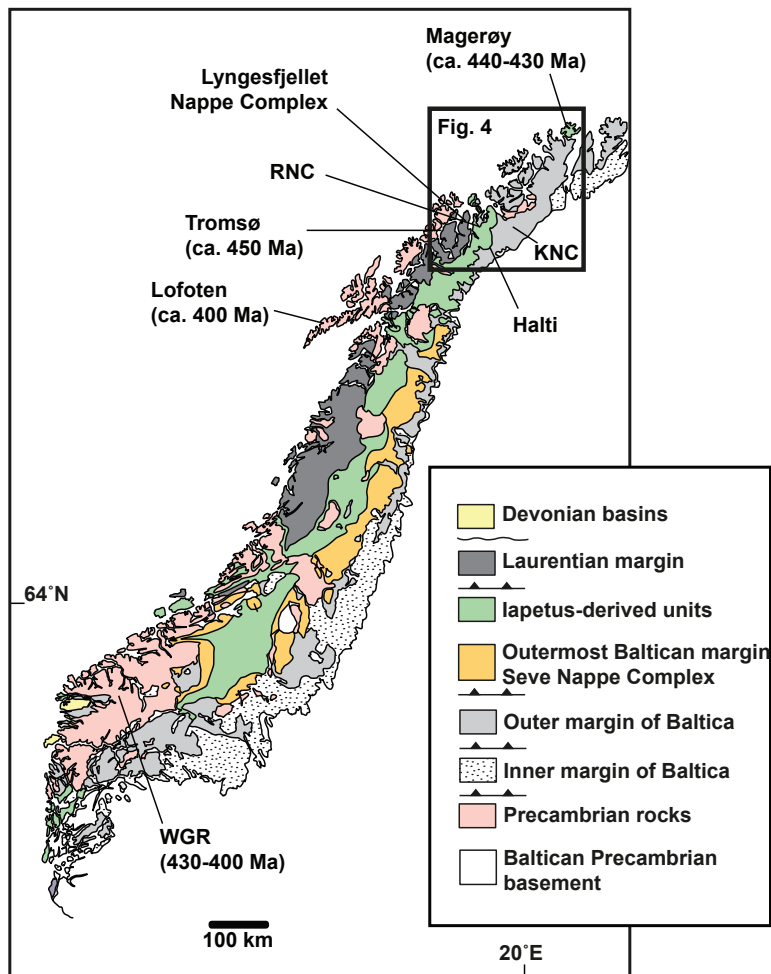 Magerøy
(ca. 440-430 Ma)
Lyngesfjellet
Nappe Complex
Fig. 4
RNC
Tromsø
(ca. 450 Ma)
KNC
Lofoten
(ca. 400 Ma)
Halti
Devonian basins
Laurentian margin
64˚N
Iapetus-derived units
Outermost Baltican margin
Seve Nappe Complex
Outer margin of Baltica
Inner margin of Baltica
Precambrian rocks
WGR
(430-400 Ma)
Baltican Precambrian
basement
100 km
20˚E